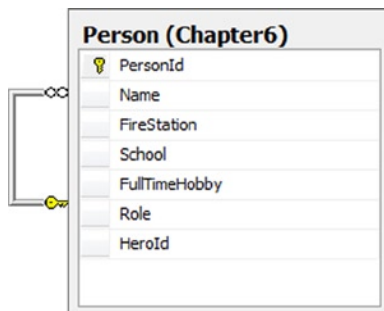 Person (Chapter6)
PersonId
Name
FireStation
School
FullTimeHobby
Role
HeroId